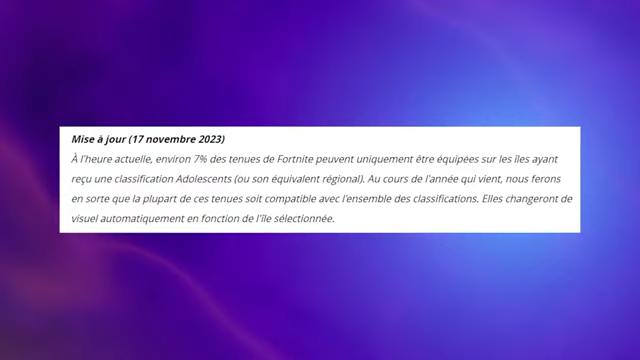 Mise à jour (17 novembre 2023)
À l'heure actuelle, environ 7% des tenues de Fortnite peuvent uniquement être équipées sur les îles ayant
reçu une classification Adolescents (ou son équivalent régional). Au cours de l'année qui vient, nous ferons
en sorte que la plupart de ces tenues soit compatible avec l'ensemble des classifications. Elles changeront de
visuel automatiquement en fonction de l'île sélectionnée.